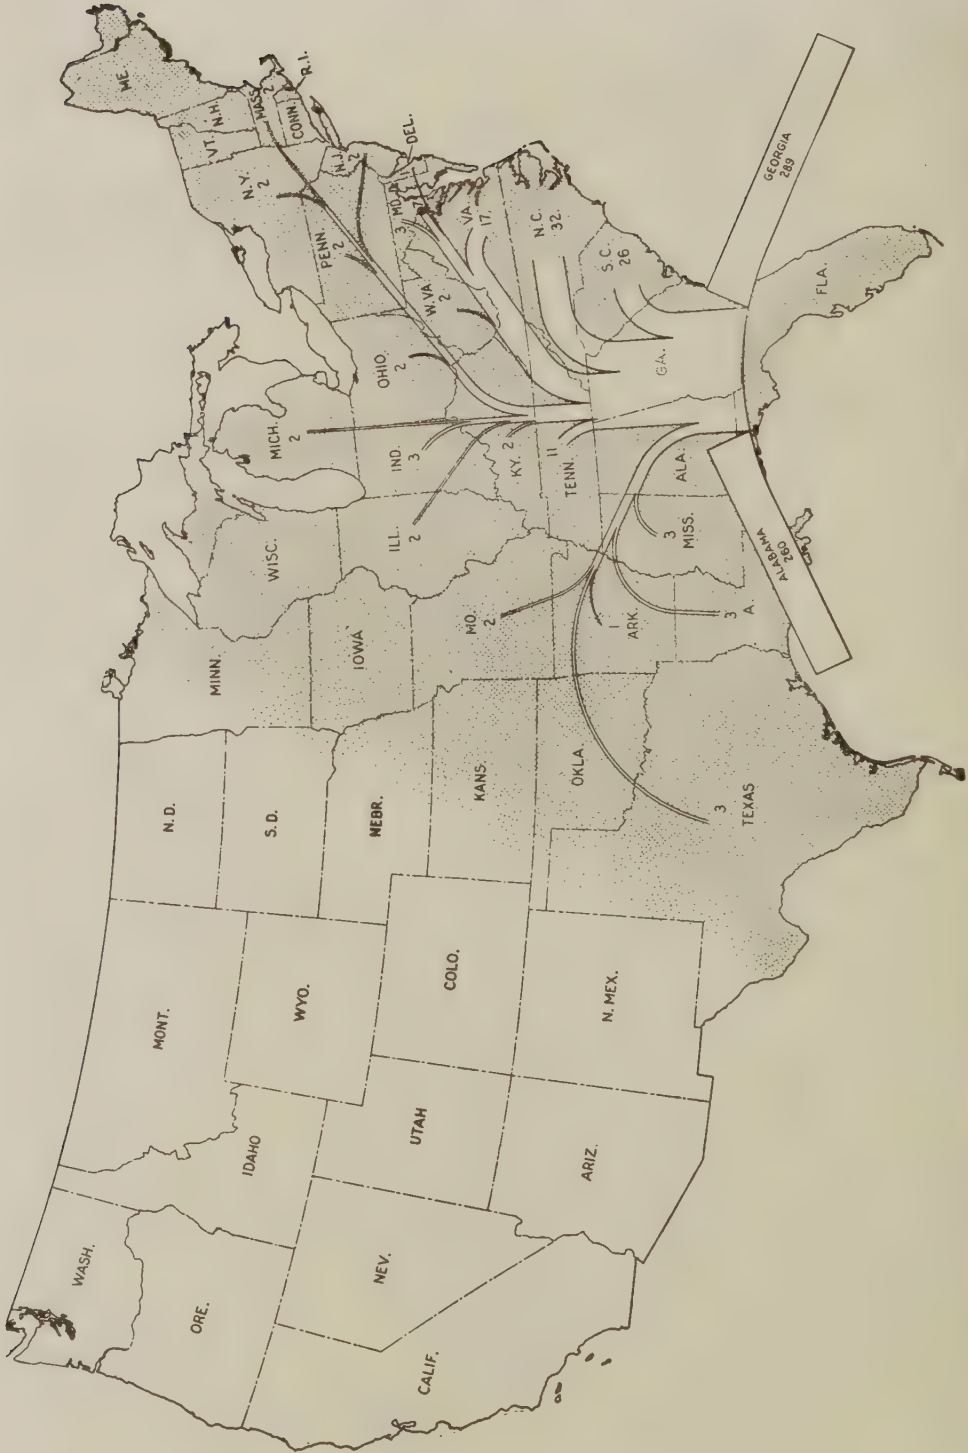 WASH.
ORE.
CALIF.
NEV.
IDAHO
MONT.
WYO.
UTAH
ARIZ.
COLO.
N. MEX.
N. D.
S. D.
NEBR.
KANS.
OKLA.
3
TEXAS
MINN.
IOWA
MO.
2
1
ARK.
3
A.
WISC.
ILL.
2
MICH.
2
IND.
3
OHIO
2
KY. 2
TENN.
11
3
MISS.
ALA.
GA.
FLA.
W. VA
2
VA.
17.
N.C.
32.
S. C.
26
PENN.
2
N.Y.
2
MD.
3
DEL.
N.J.
2
CONN.
R.I.
MASS
2
VT.
N.H.
ME.
ALABAMA
260
GEORGIA
289